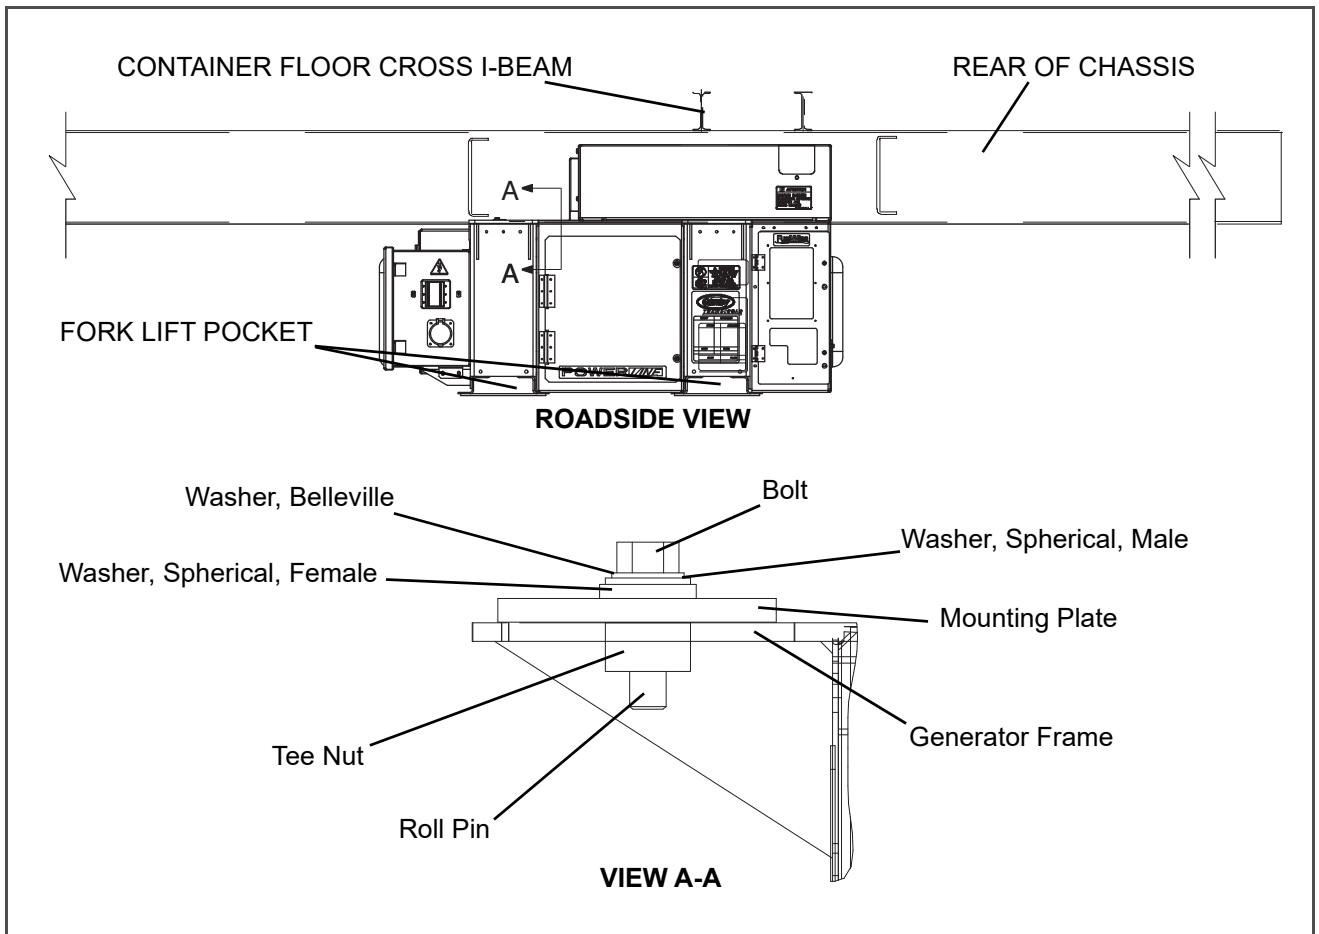 CONTAINER FLOOR CROSS I-BEAM
REAR OF CHASSIS
A
A
FORK LIFT POCKET
POWERLINE
ROADSIDE VIEW
Washer, Belleville
Bolt
Washer, Spherical, Male
Washer, Spherical, Female
Mounting Plate
Tee Nut
Generator Frame
Roll Pin
VIEW A-A